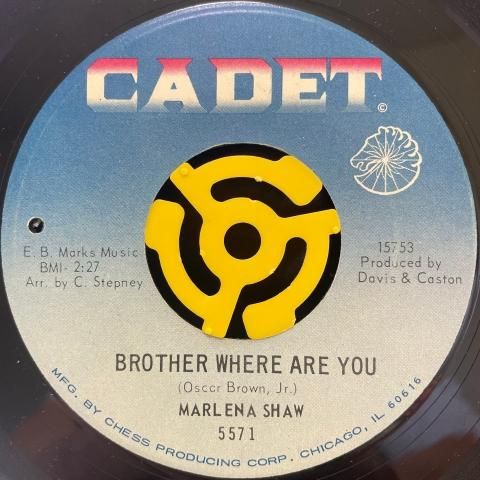 CADET
©
E. B. Marks Music
BMI- 2:27
Arr. by C. Stepney
15753
Produced by
Davis & Caston
BROTHER WHERE ARE YOU
(Oscar Brown, Jr.)
MARLENA SHAW
5571
MFG. BY CHESS PRODUCING CORP. CHICAGO, IL 60616